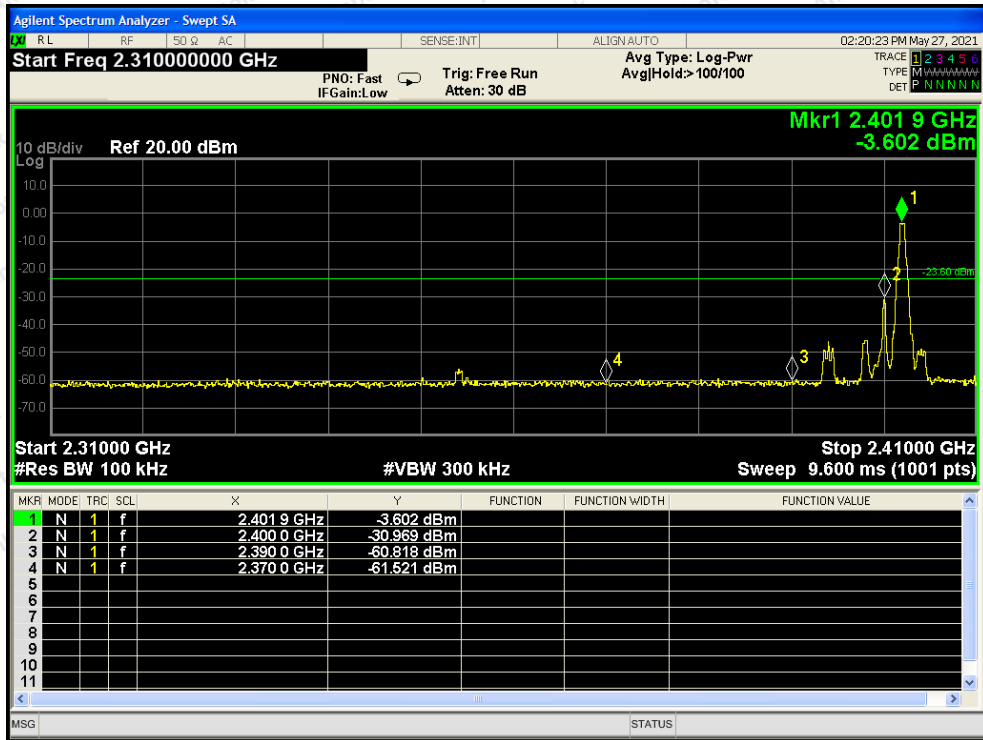 Agilent Spectrum Analyzer - Swept SA
LXI RL RF 50 Ω AC SENSE:INT ALIGN AUTO 02:20:23 PM May 27, 2021
Start Freq 2.310000000 GHz
PNO: Fast
IFGain:Low
Trig: Free Run
Atten: 30 dB
Avg Type: Log-Pwr
Avg|Hold:>100/100
TRACE 1 2 3 4 5 6
TYPE M
DET P N N N N N
Mkr1 2.401 9 GHz
-3.602 dBm
10 dB/div Ref 20.00 dBm
Log
10.0
0.00
-10.0
-20.0
-30.0
-40.0
-50.0
-60.0
-70.0
1
2
-23.60 dBm
3
4
Start 2.31000 GHz Stop 2.41000 GHz
#Res BW 100 kHz #VBW 300 kHz Sweep 9.600 ms (1001 pts)
MKR MODE TRC SCL X Y FUNCTION FUNCTION WIDTH FUNCTION VALUE
1 N 1 f 2.401 9 GHz -3.602 dBm
2 N 1 f 2.400 0 GHz -30.969 dBm
3 N 1 f 2.390 0 GHz -60.818 dBm
4 N 1 f 2.370 0 GHz -61.521 dBm
5
6
7
8
9
10
11
MSG STATUS